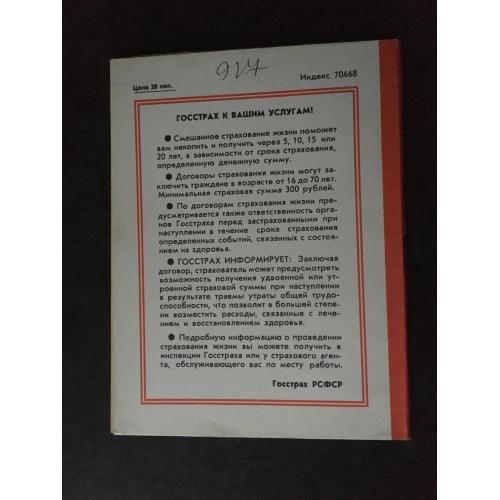 927
Цена 20 коп.
Индекс 70668
ГОССТРАХ К ВАШИМ УСЛУГАМ!
● Смешанное страхование жизни поможет
вам накопить и получить через 5, 10, 15 или
20 лет, в зависимости от срока страхования,
определенную денежную сумму.
● Договоры страхования жизни могут за-
ключить граждане в возрасте от 16 до 70 лет.
Минимальная страховая сумма 300 рублей.
● По договорам страхования жизни пре-
дусматривается также ответственность орга-
нов Госстраха перед застрахованными при
наступлении в течение срока страхования
определенных событий, связанных с состоя-
нием их здоровья.
● ГОССТРАХ ИНФОРМИРУЕТ: Заключая
договор, страхователь может предусмотреть
возможность получения удвоенной или ут-
роенной страховой суммы при наступлении
в результате травмы утраты общей трудо-
способности, что позволит в большей степе-
ни возместить расходы, связанные с лече-
нием и восстановлением здоровья.
● Подробную информацию о проведении
страхования жизни вы можете получить в
инспекции Госстраха или у страхового аген-
та, обслуживающего вас по месту работы.
Госстрах РСФСР